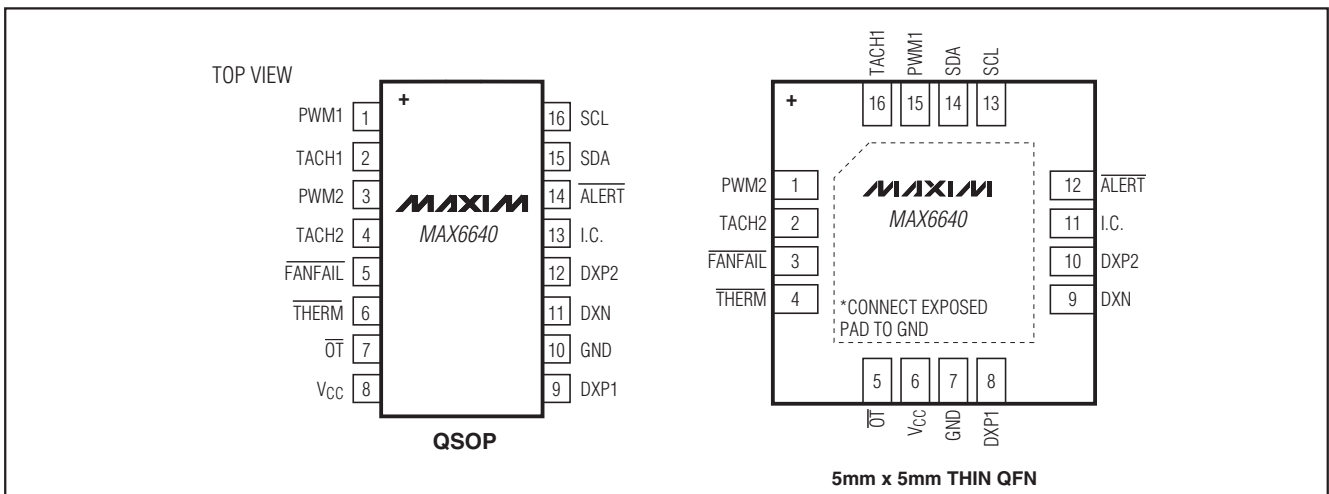 TOP VIEW
+
PWM1 1
TACH1 2
PWM2 3
TACH2 4
FANFAIL 5
THERM 6
OT 7
VCC 8
16 SCL
15 SDA
14 ALERT
13 I.C.
12 DXP2
11 DXN
10 GND
9 DXP1
MAXIM
MAX6640
QSOP
TACH1 PWM1 SDA SCL
16 15 14 13
+
PWM2 1
TACH2 2
FANFAIL 3
THERM 4
12 ALERT
11 I.C.
10 DXP2
9 DXN
MAXIM
MAX6640
*CONNECT EXPOSED
PAD TO GND
5 6 7 8
OT VCC GND DXP1
5mm x 5mm THIN QFN